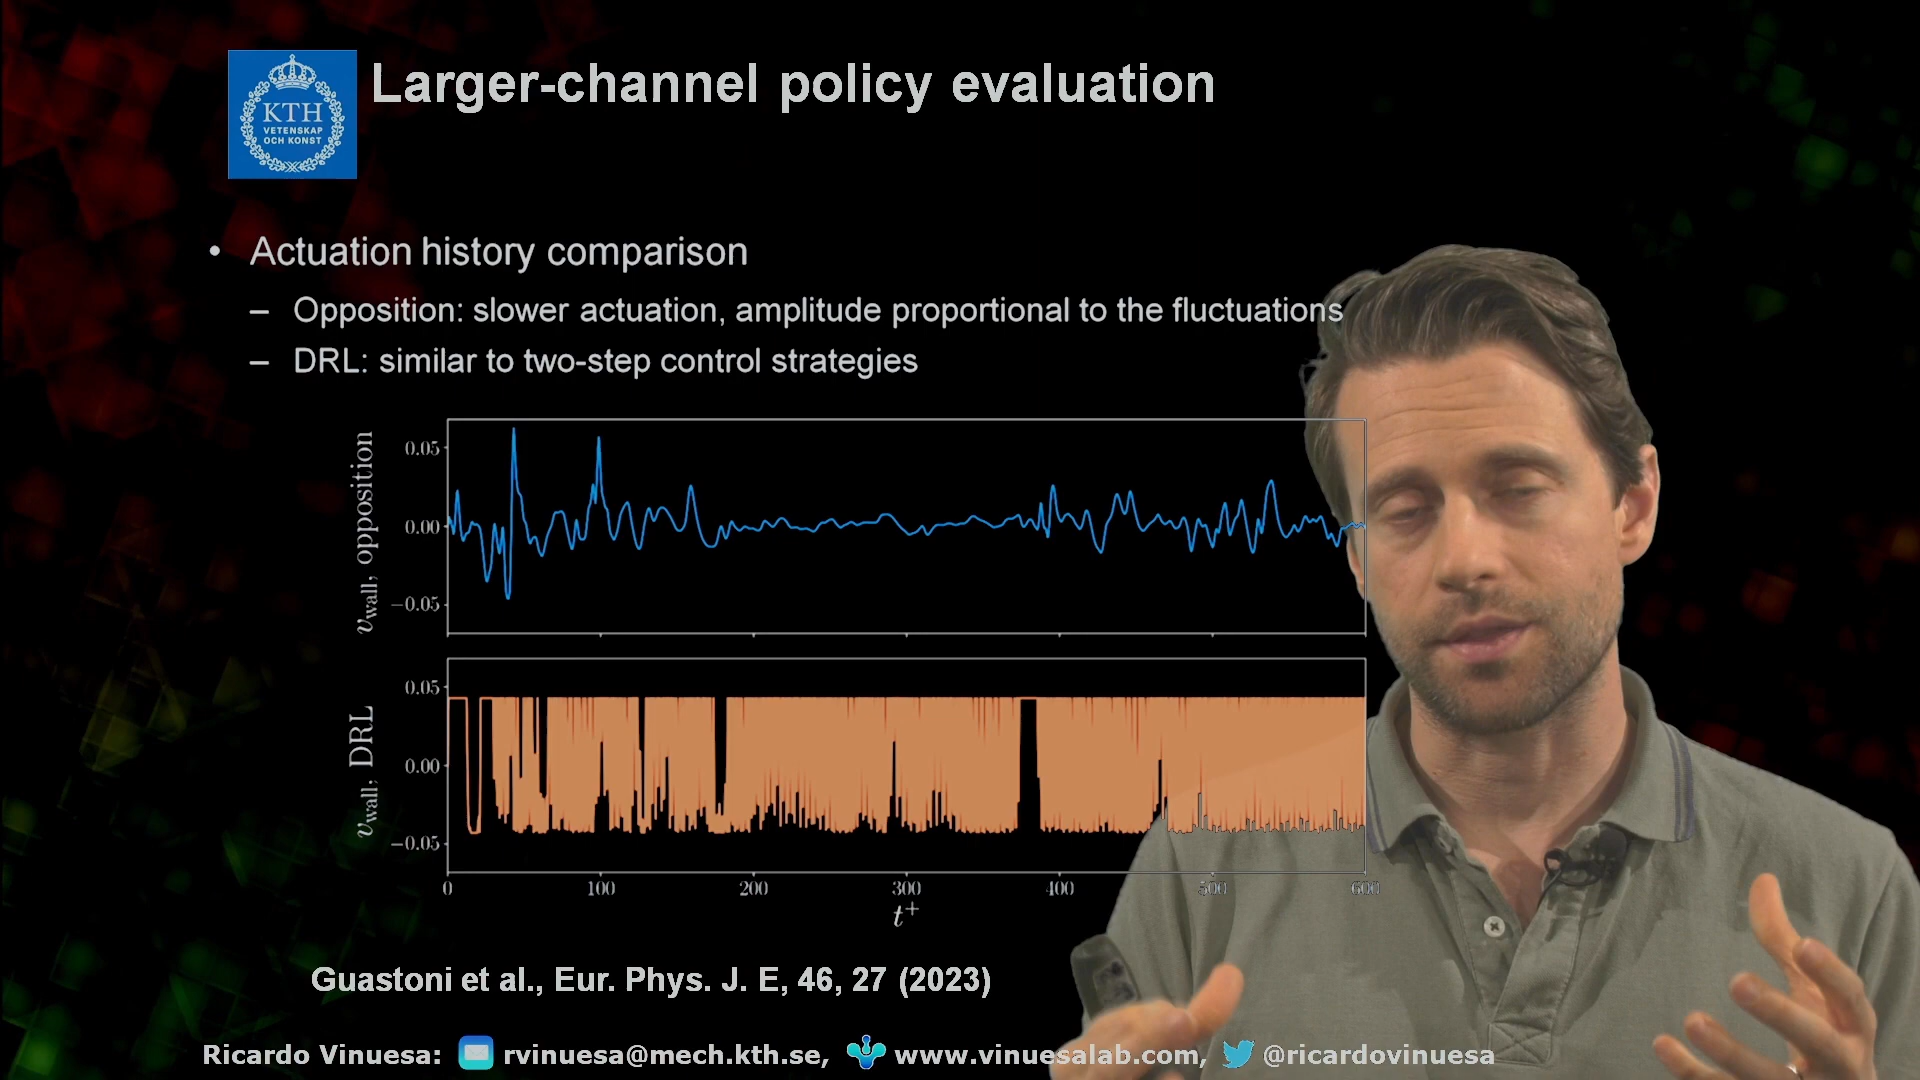 KTH
VETENSKAP
OCH KONST
Larger-channel policy evaluation
• Actuation history comparison
– Opposition: slower actuation, amplitude proportional to the fluctuations
– DRL: similar to two-step control strategies
v_wall, opposition
0.05
0.00
−0.05
v_wall, DRL
0.05
0.00
−0.05
0 100 200 300 400 500 600
t⁺
Guastoni et al., Eur. Phys. J. E, 46, 27 (2023)
Ricardo Vinuesa: rvinuesa@mech.kth.se, www.vinuesalab.com, @ricardovinuesa